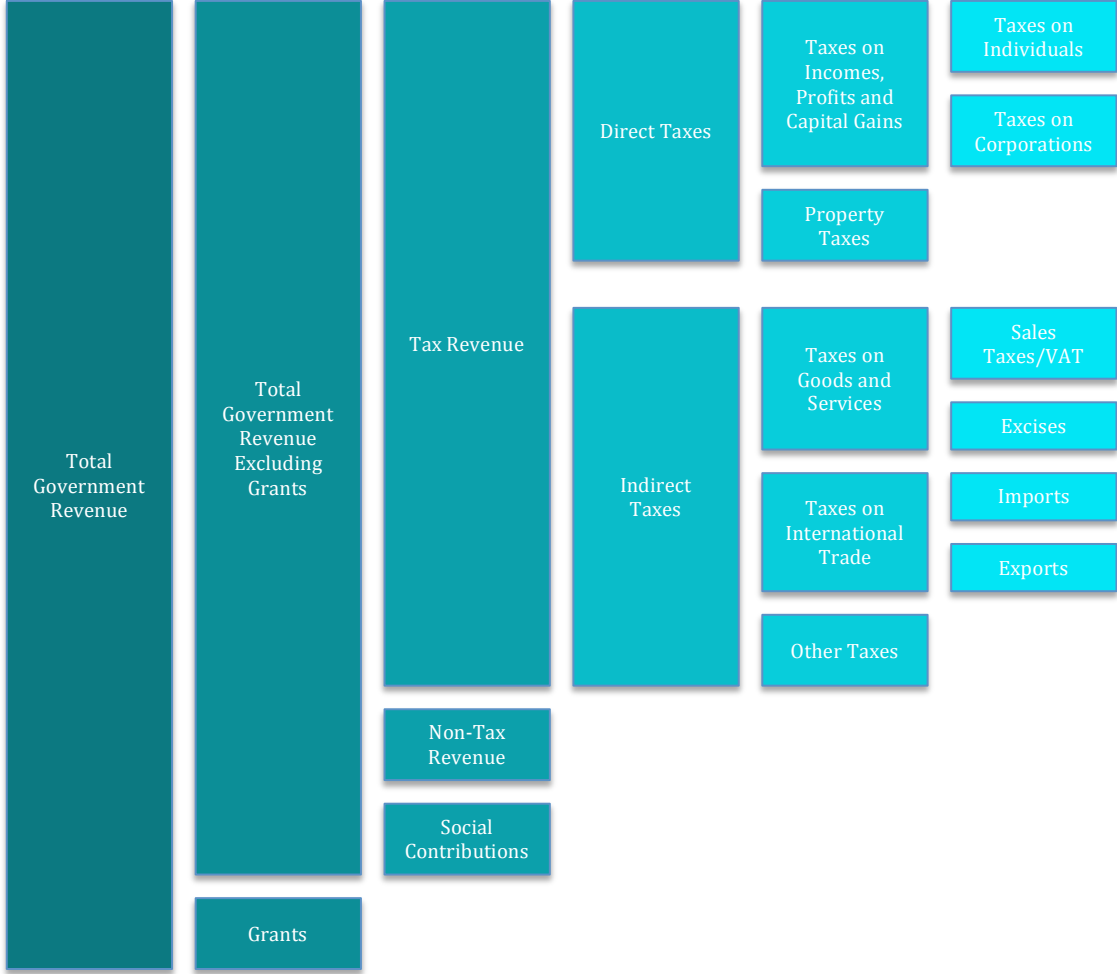 Total
Government
Revenue
Total
Government
Revenue
Excluding
Grants
Grants
Tax Revenue
Non-Tax
Revenue
Social
Contributions
Direct Taxes
Indirect
Taxes
Taxes on
Incomes,
Profits and
Capital Gains
Property
Taxes
Taxes on
Goods and
Services
Taxes on
International
Trade
Other Taxes
Taxes on
Individuals
Taxes on
Corporations
Sales
Taxes/VAT
Excises
Imports
Exports